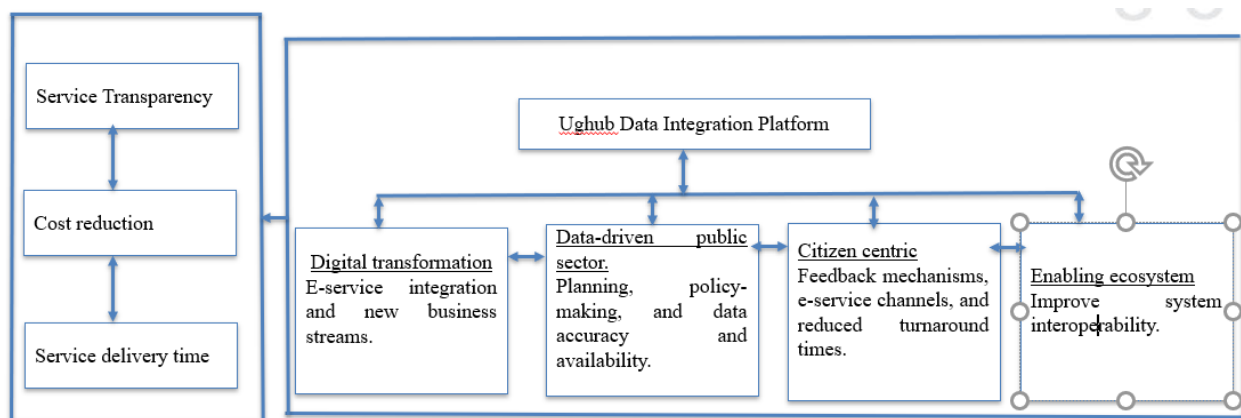 Service Transparency
Cost reduction
Service delivery time
Ughub Data Integration Platform
Digital transformation
E-service integration
and new business
streams.
Data-driven public
sector.
Planning, policy-
making, and data
accuracy and
availability.
Citizen centric
Feedback mechanisms,
e-service channels, and
reduced turnaround
times.
Enabling ecosystem
Improve system
interoperability.